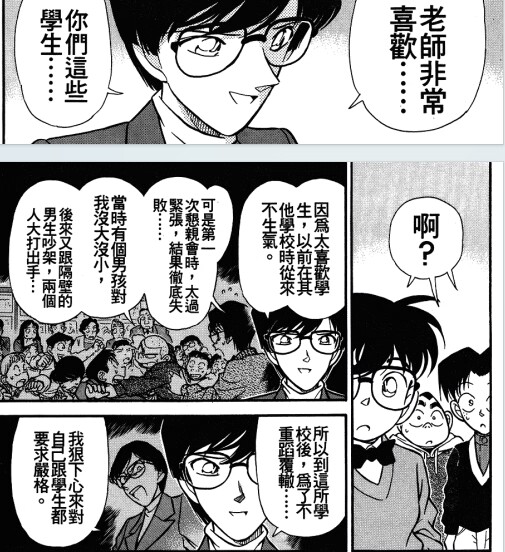 老師非常
喜歡……
你們這些
學生……
啊？
因為太喜歡學
生，以前在其
他學校時從來
不生氣。
可是第一
次懇親會時，太過
緊張，結果徹底失
敗……
當時有個男孩對
我沒大沒小，
後來又跟隔壁的
男生吵架，兩個
人大打出手…
所以到這所學
校後，為了不
重蹈覆轍……
我狠下心來對
自己跟學生都
要求嚴格。